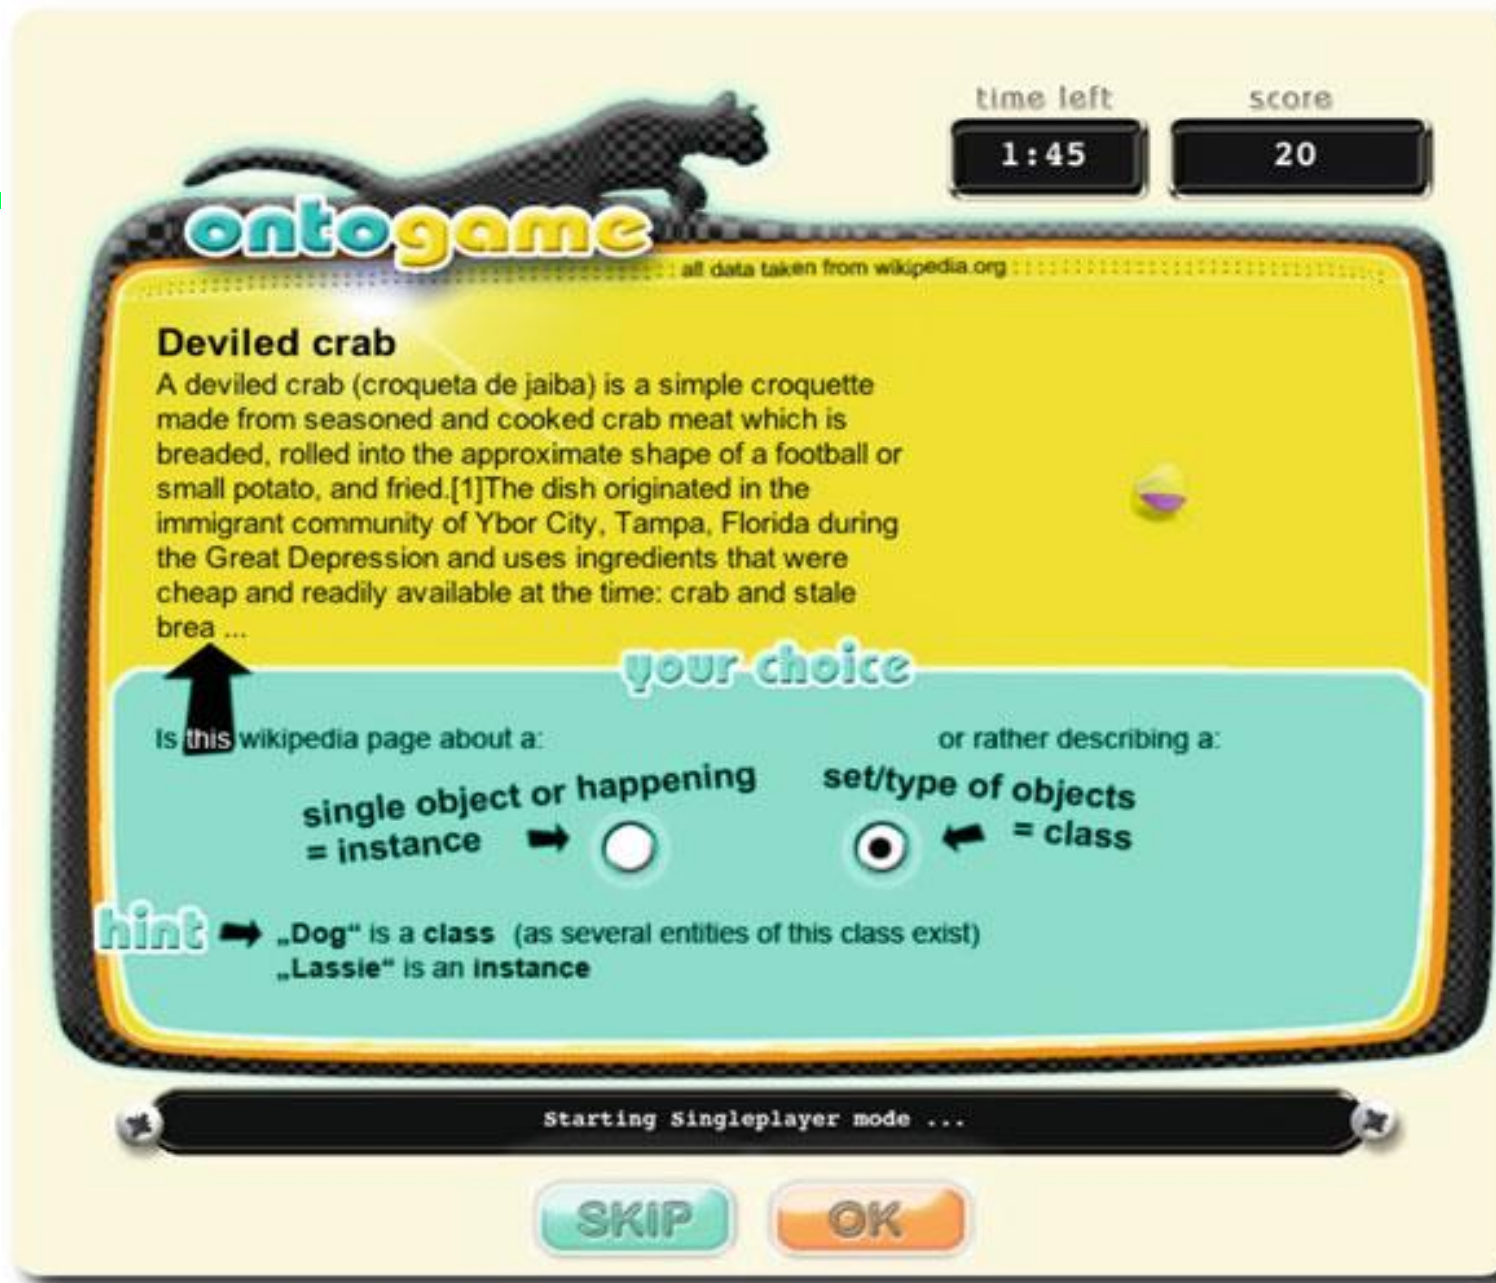 time left
score
1:45
20
ontogame
all data taken from wikipedia.org
Deviled crab
A deviled crab (croqueta de jaiba) is a simple croquette
made from seasoned and cooked crab meat which is
breaded, rolled into the approximate shape of a football or
small potato, and fried.[1]The dish originated in the
immigrant community of Ybor City, Tampa, Florida during
the Great Depression and uses ingredients that were
cheap and readily available at the time: crab and stale
brea ...
your choice
Is this wikipedia page about a:
or rather describing a:
single object or happening
= instance
set/type of objects
= class
hint
„Dog“ is a class (as several entities of this class exist)
„Lassie“ is an instance
Starting Singleplayer mode ...
SKIP
OK